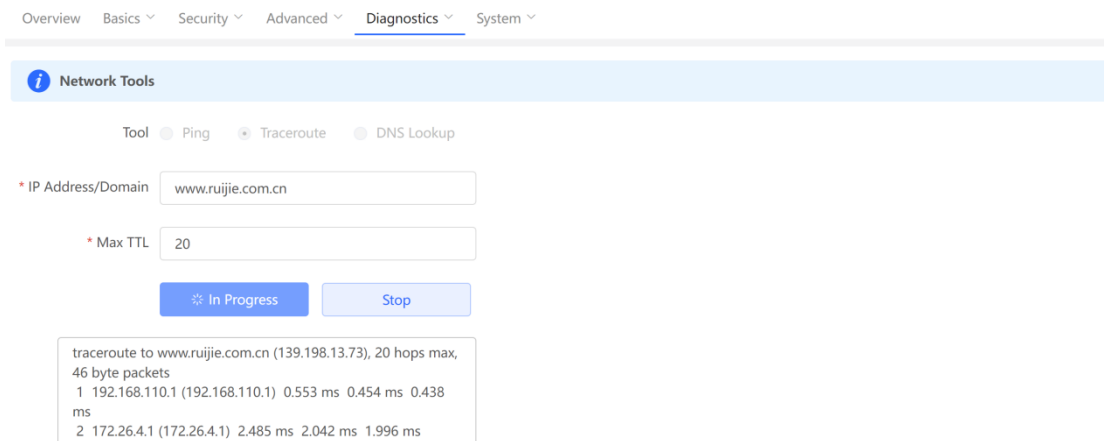 Overview Basics Security Advanced Diagnostics System
i Network Tools
Tool Ping Traceroute DNS Lookup
* IP Address/Domain www.ruijie.com.cn
* Max TTL 20
In Progress Stop
traceroute to www.ruijie.com.cn (139.198.13.73), 20 hops max,
46 byte packets
1 192.168.110.1 (192.168.110.1) 0.553 ms 0.454 ms 0.438
ms
2 172.26.4.1 (172.26.4.1) 2.485 ms 2.042 ms 1.996 ms